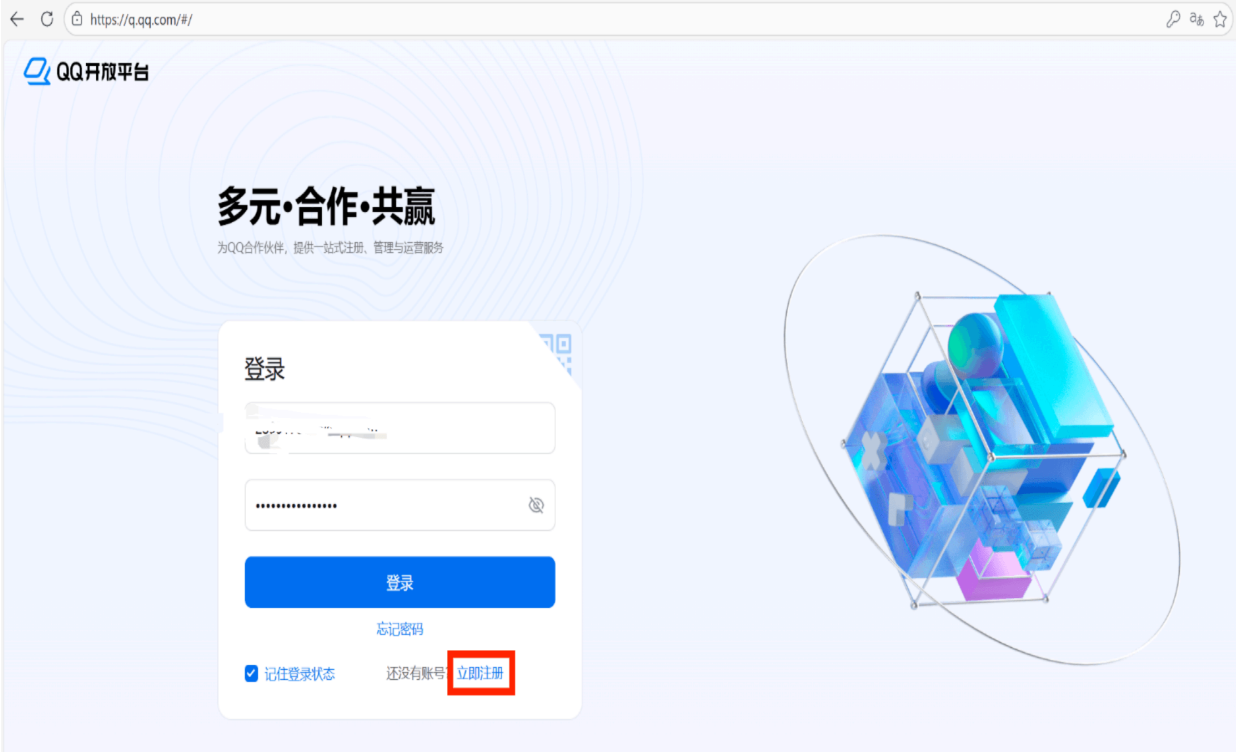 https://q.qq.com/#/
QQ开放平台
多元·合作·共赢
为QQ合作伙伴，提供一站式注册、管理与运营服务
登录
••••••••••••••••
登录
忘记密码
记住登录状态
还没有账号? 立即注册